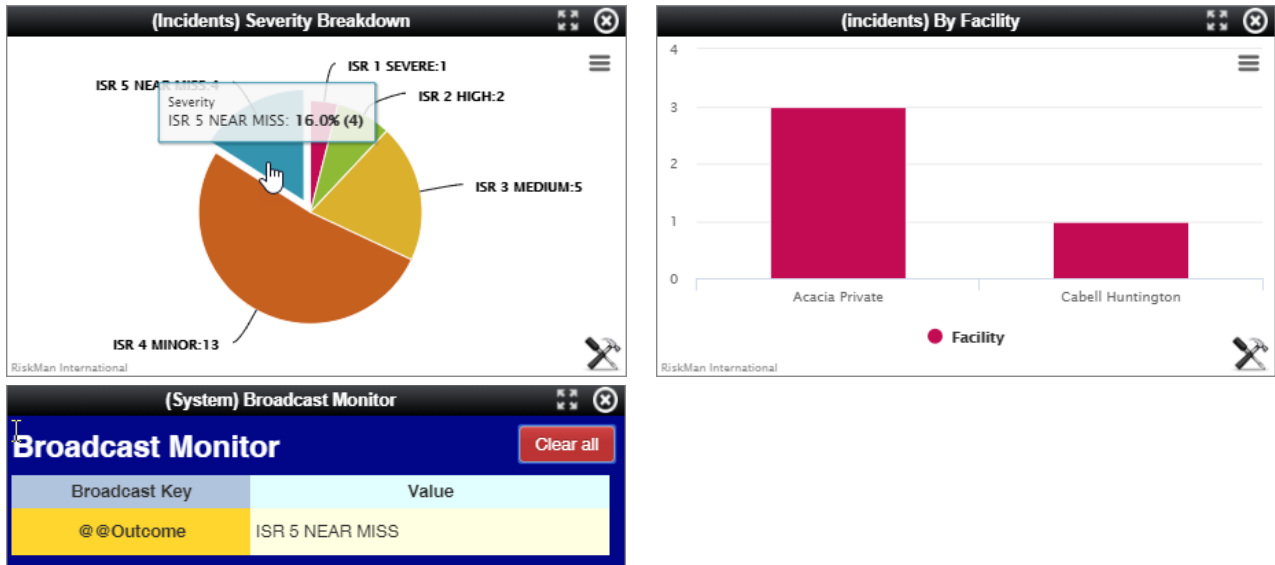 (Incidents) Severity Breakdown
ISR 1 SEVERE:1
ISR 5 NEAR MISS:4
ISR 2 HIGH:2
Severity
ISR 5 NEAR MISS: 16.0% (4)
ISR 3 MEDIUM:5
ISR 4 MINOR:13
RiskMan International
(incidents) By Facility
4
3
2
1
0
Acacia Private Cabell Huntington
Facility
RiskMan International
(System) Broadcast Monitor
Broadcast Monitor Clear all
Broadcast Key Value
@@Outcome ISR 5 NEAR MISS